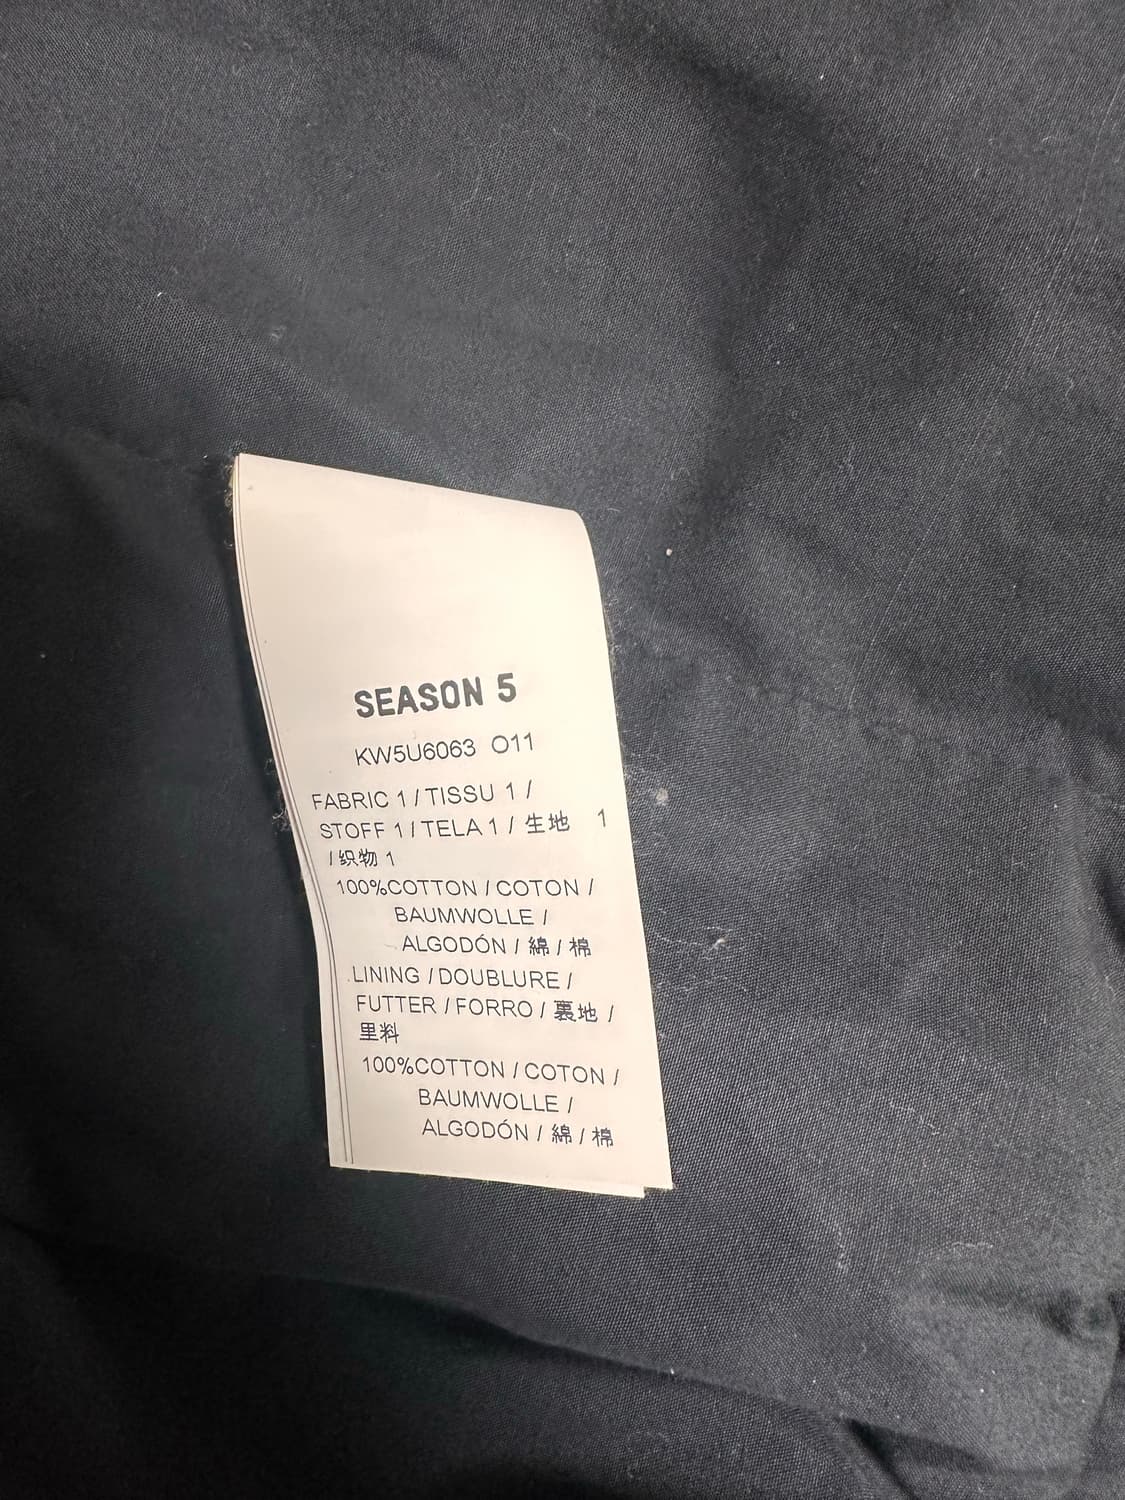 SEASON 5
KW5U6063 O11
FABRIC 1 / TISSU 1 /
STOFF 1 / TELA 1 / 生地 1
/ 织物 1
100%COTTON / COTON /
BAUMWOLLE /
ALGODÓN / 綿 / 棉
LINING / DOUBLURE /
FUTTER / FORRO / 裏地 /
里料
100%COTTON / COTON /
BAUMWOLLE /
ALGODÓN / 綿 / 棉